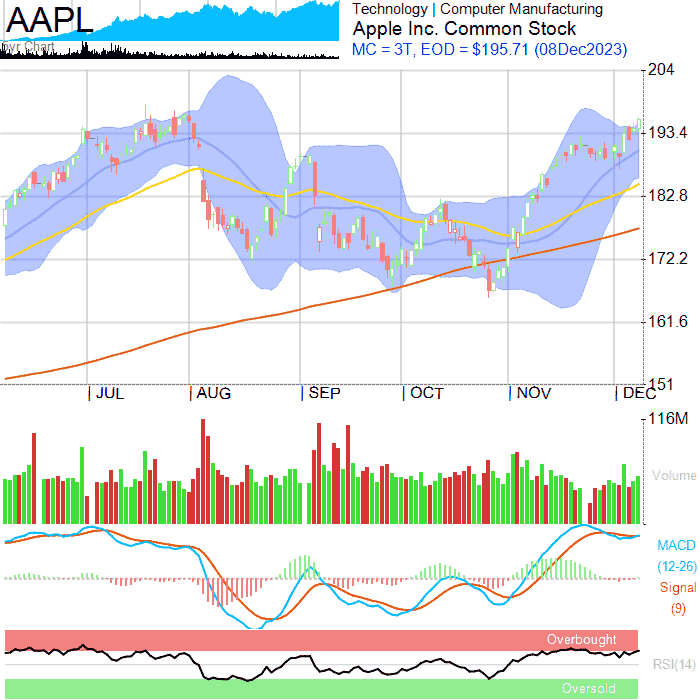 AAPL
pwr Chart
Technology | Computer Manufacturing
Apple Inc. Common Stock
MC = 3T, EOD = $195.71 (08Dec2023)
204
193.4
182.8
172.2
161.6
151
JUL AUG SEP OCT NOV DEC
116M
Volume
MACD
(12-26)
Signal
(9)
Overbought
RSI(14)
Oversold